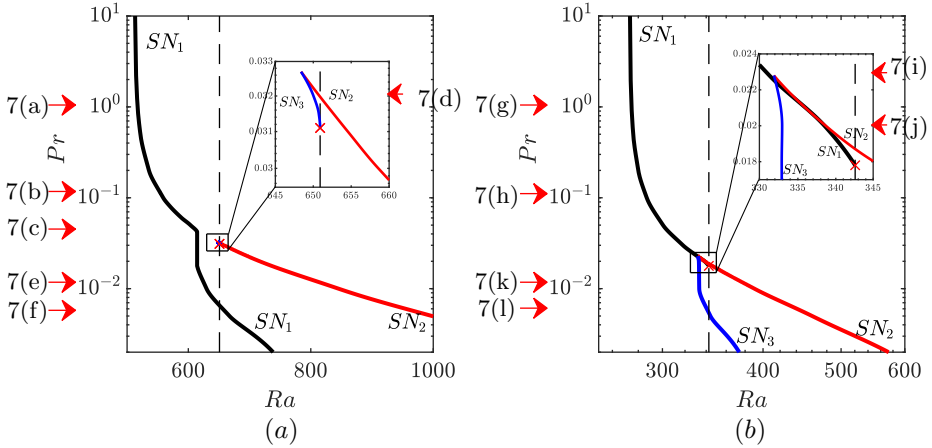 10^1
SN_1
10^0
Pr
10^{-1}
10^{-2}
7(a)
7(b)
7(c)
7(e)
7(f)
0.033
0.032
0.031
0.03
645
650
655
660
SN_3
SN_2
7(d)
SN_1
SN_2
600
800
1000
Ra
(a)
10^1
SN_1
10^0
Pr
10^{-1}
10^{-2}
7(g)
7(h)
7(k)
7(l)
0.024
0.022
0.02
0.018
330
335
340
345
SN_2
SN_1
SN_3
7(i)
7(j)
SN_3
SN_2
300
400
500
600
Ra
(b)